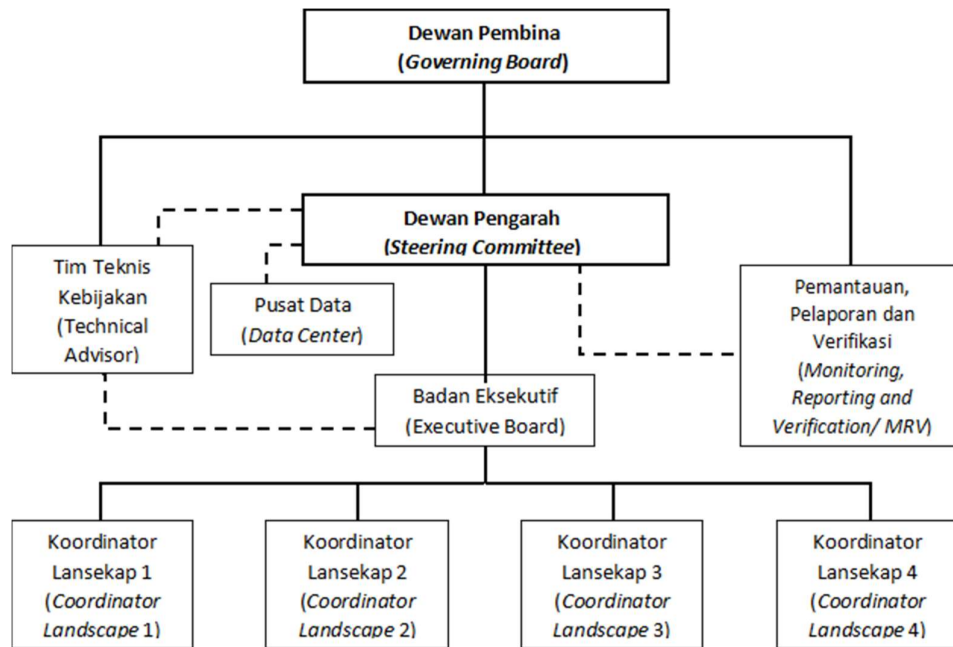 Dewan Pembina
(Governing Board)
Dewan Pengarah
(Steering Committee)
Tim Teknis
Kebijakan
(Technical
Advisor)
Pusat Data
(Data Center)
Pemantauan,
Pelaporan dan
Verifikasi
(Monitoring,
Reporting and
Verification/ MRV)
Badan Eksekutif
(Executive Board)
Koordinator
Lansekap 1
(Coordinator
Landscape 1)
Koordinator
Lansekap 2
(Coordinator
Landscape 2)
Koordinator
Lansekap 3
(Coordinator
Landscape 3)
Koordinator
Lansekap 4
(Coordinator
Landscape 4)